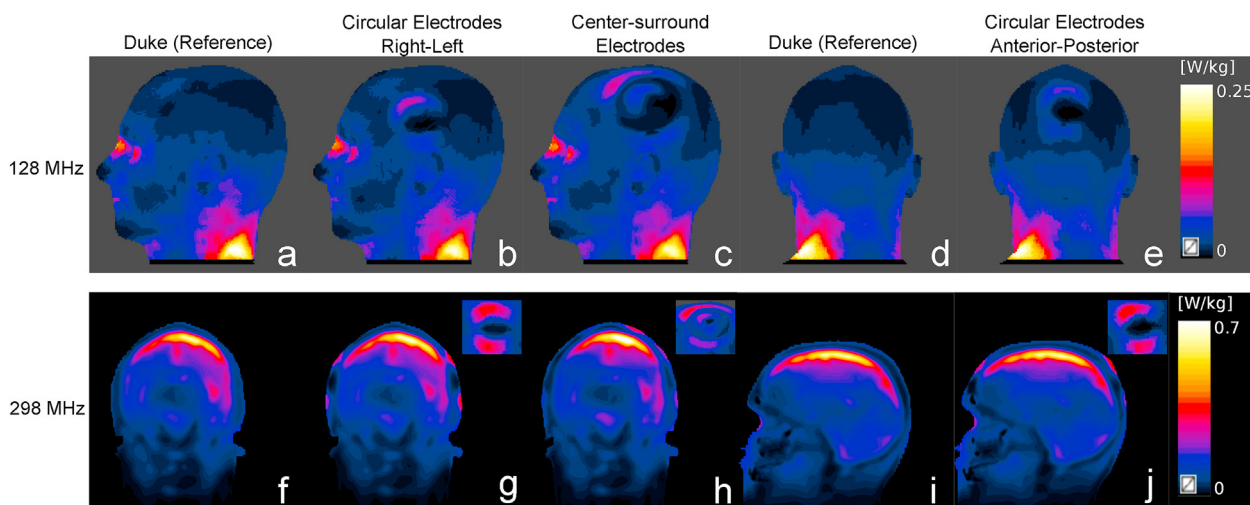 Duke (Reference)
Circular Electrodes
Right-Left
Center-surround
Electrodes
Duke (Reference)
Circular Electrodes
Anterior-Posterior
[W/kg]
0.25
128 MHz
a
b
c
d
e
0
[W/kg]
0.7
298 MHz
f
g
h
i
j
0